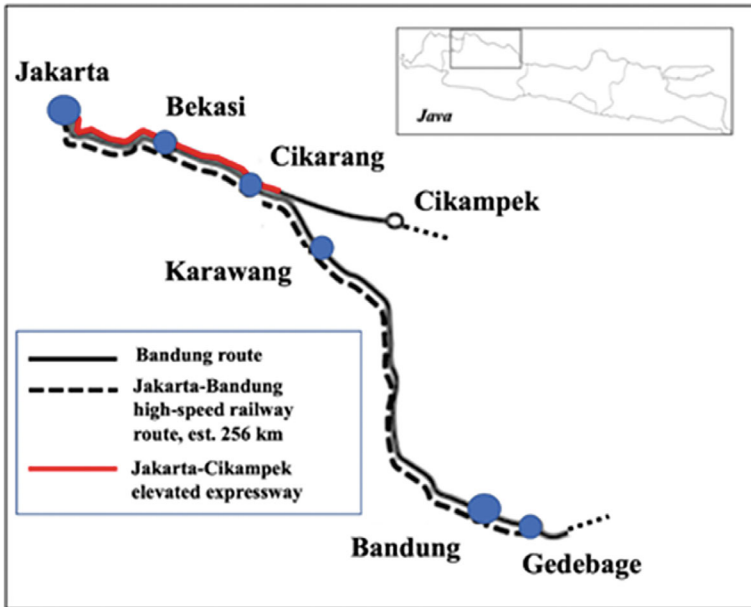 Jakarta
Bekasi
Java
Cikarang
Cikampek
Karawang
Bandung route
Jakarta-Bandung
high-speed railway
route, est. 256 km
Jakarta-Cikampek
elevated expressway
Bandung
Gedebage